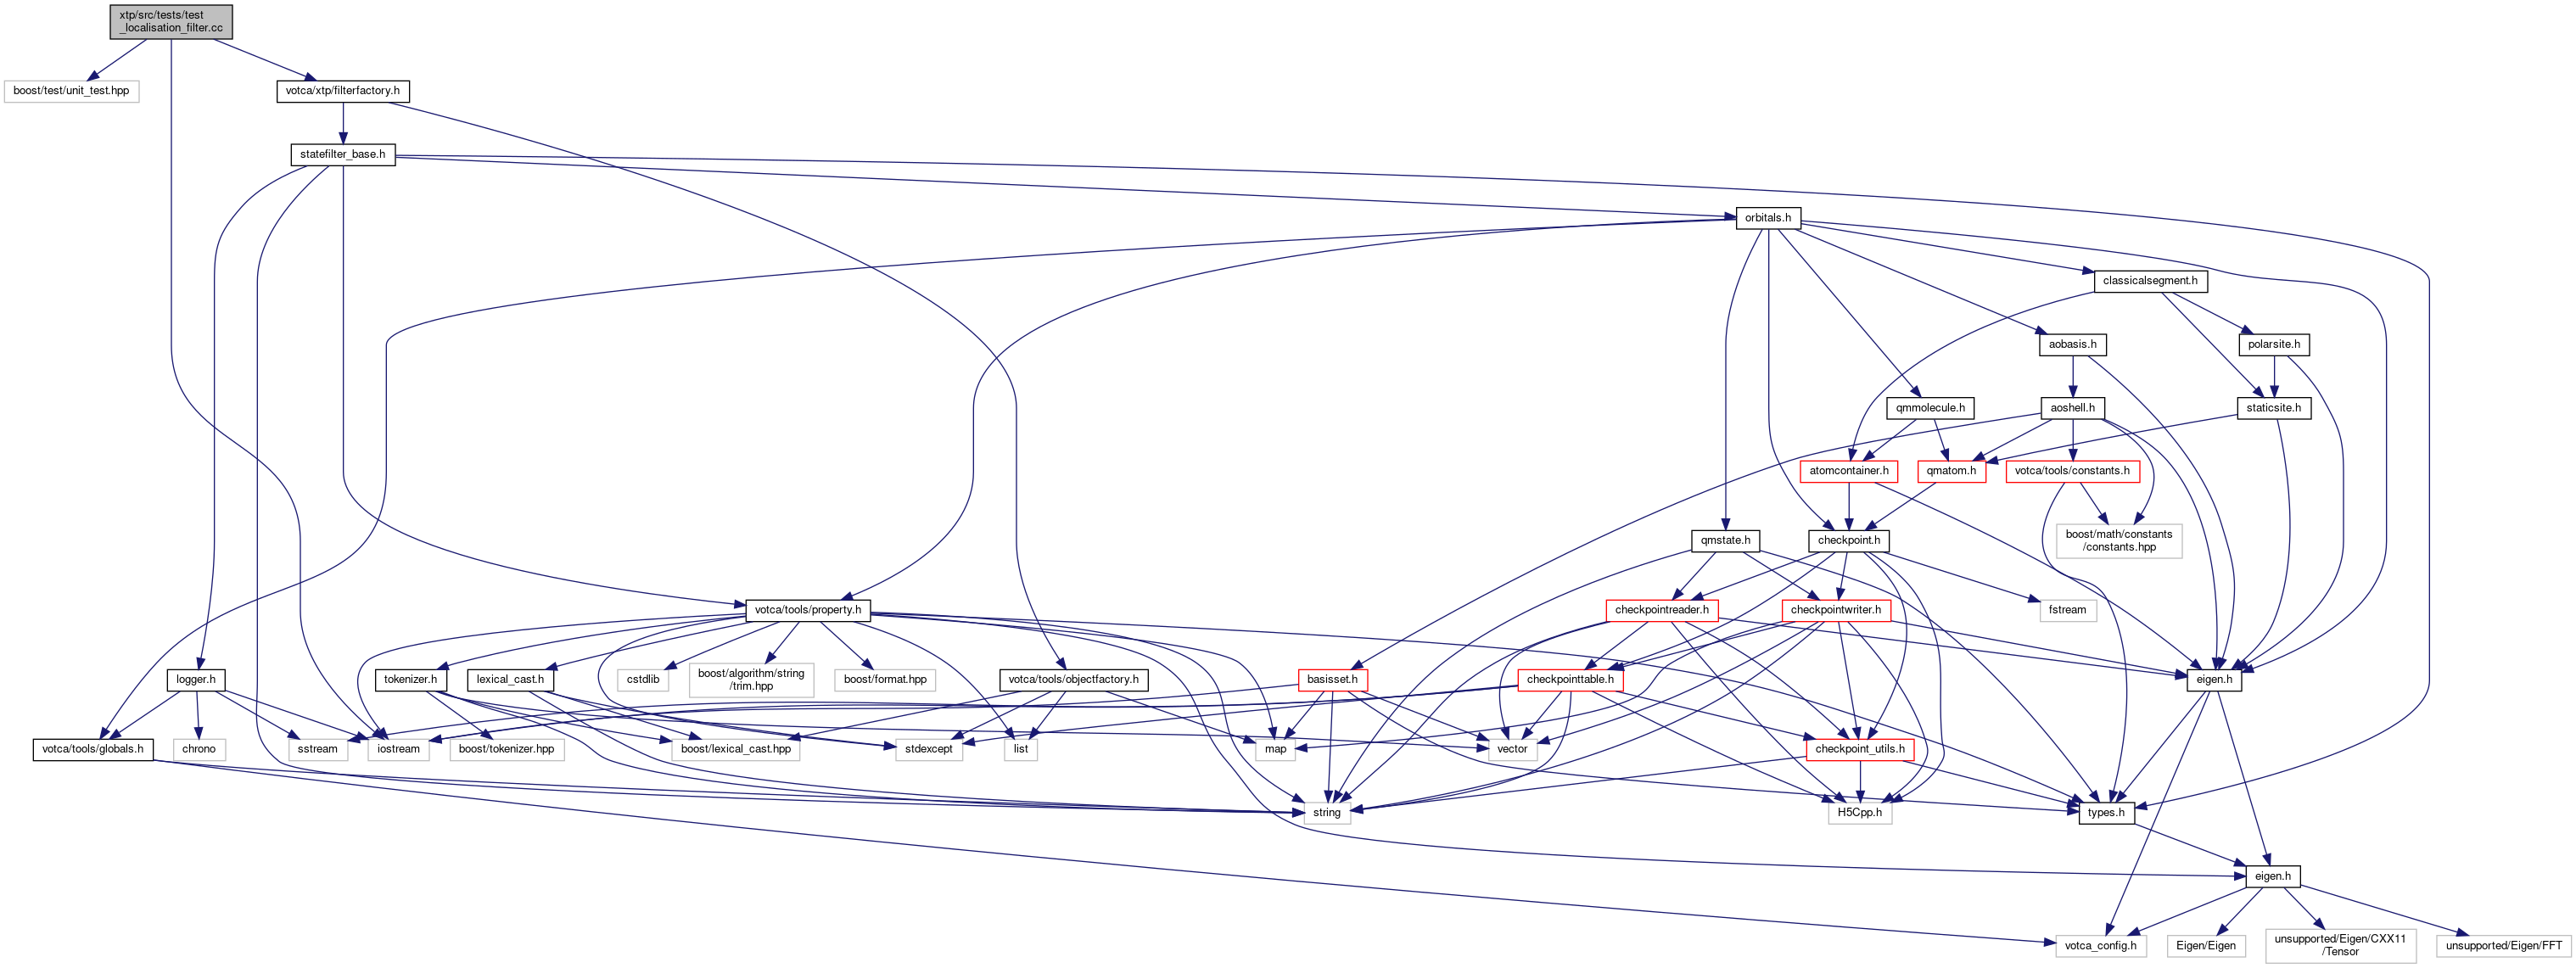 xtp/src/tests/test
_localisation_filter.cc
boost/test/unit_test.hpp
votca/xtp/filterfactory.h
statefilter_base.h
orbitals.h
classicalsegment.h
aobasis.h
polarsite.h
qmmolecule.h
aoshell.h
staticsite.h
atomcontainer.h
qmatom.h
votca/tools/constants.h
qmstate.h
checkpoint.h
boost/math/constants
/constants.hpp
votca/tools/property.h
checkpointreader.h
checkpointwriter.h
fstream
logger.h
tokenizer.h
lexical_cast.h
cstdlib
boost/algorithm/string
/trim.hpp
boost/format.hpp
votca/tools/objectfactory.h
basisset.h
checkpointtable.h
eigen.h
votca/tools/globals.h
chrono
sstream
iostream
boost/tokenizer.hpp
boost/lexical_cast.hpp
stdexcept
list
map
vector
checkpoint_utils.h
string
H5Cpp.h
types.h
eigen.h
votca_config.h
Eigen/Eigen
unsupported/Eigen/CXX11
/Tensor
unsupported/Eigen/FFT